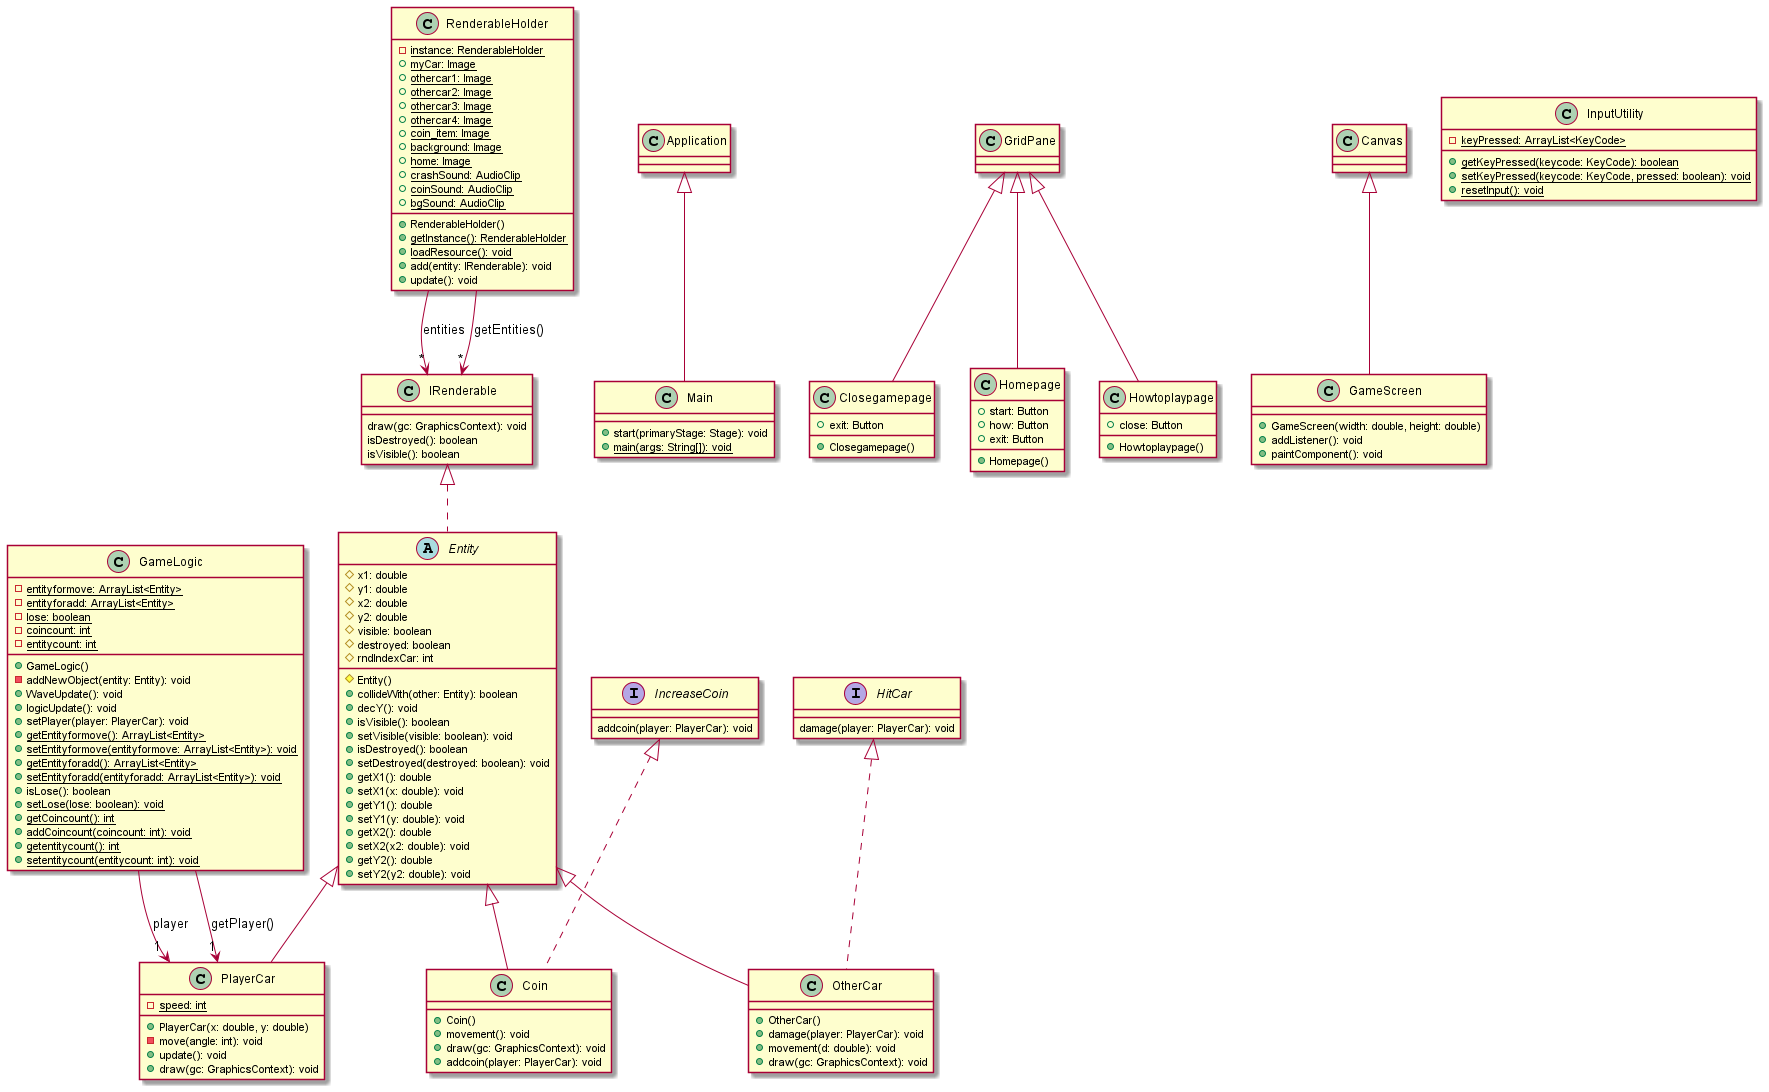 C RenderableHolder
instance: RenderableHolder
myCar: Image
othercar1: Image
othercar2: Image
othercar3: Image
othercar4: Image
coin_item: Image
background: Image
home: Image
crashSound: AudioClip
coinSound: AudioClip
bgSound: AudioClip
RenderableHolder()
getInstance(): RenderableHolder
loadResource(): void
add(entity: IRenderable): void
update(): void
C Application
C GridPane
C Canvas
C InputUtility
keyPressed: ArrayList<KeyCode>
getKeyPressed(keycode: KeyCode): boolean
setKeyPressed(keycode: KeyCode, pressed: boolean): void
resetInput(): void
entities
getEntities()
*
*
C IRenderable
draw(gc: GraphicsContext): void
isDestroyed(): boolean
isVisible(): boolean
C Main
start(primaryStage: Stage): void
main(args: String[]): void
C Closegamepage
exit: Button
Closegamepage()
C Homepage
start: Button
how: Button
exit: Button
Homepage()
C Howtoplaypage
close: Button
Howtoplaypage()
C GameScreen
GameScreen(width: double, height: double)
addListener(): void
paintComponent(): void
C GameLogic
entityformove: ArrayList<Entity>
entityforadd: ArrayList<Entity>
lose: boolean
coincount: int
entitycount: int
GameLogic()
addNewObject(entity: Entity): void
WaveUpdate(): void
logicUpdate(): void
setPlayer(player: PlayerCar): void
getEntityformove(): ArrayList<Entity>
setEntityformove(entityformove: ArrayList<Entity>): void
getEntityforadd(): ArrayList<Entity>
setEntityforadd(entityforadd: ArrayList<Entity>): void
isLose(): boolean
setLose(lose: boolean): void
getCoincount(): int
addCoincount(coincount: int): void
getentitycount(): int
setentitycount(entitycount: int): void
A Entity
x1: double
y1: double
x2: double
y2: double
visible: boolean
destroyed: boolean
rndIndexCar: int
Entity()
collideWith(other: Entity): boolean
decY(): void
isVisible(): boolean
setVisible(visible: boolean): void
isDestroyed(): boolean
setDestroyed(destroyed: boolean): void
getX1(): double
setX1(x: double): void
getY1(): double
setY1(y: double): void
getX2(): double
setX2(x2: double): void
getY2(): double
setY2(y2: double): void
I IncreaseCoin
addcoin(player: PlayerCar): void
I HitCar
damage(player: PlayerCar): void
player
getPlayer()
1
1
C PlayerCar
speed: int
PlayerCar(x: double, y: double)
move(angle: int): void
update(): void
draw(gc: GraphicsContext): void
C Coin
Coin()
movement(): void
draw(gc: GraphicsContext): void
addcoin(player: PlayerCar): void
C OtherCar
OtherCar()
damage(player: PlayerCar): void
movement(d: double): void
draw(gc: GraphicsContext): void